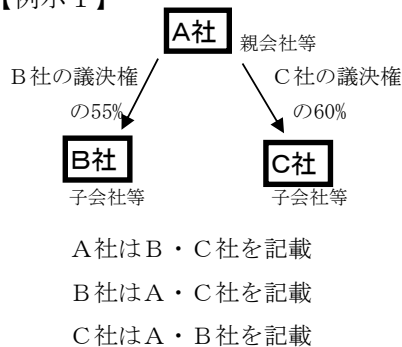 【例示１】
A社 親会社等
Ｂ社の議決権 Ｃ社の議決権
の55% の60%
B社 C社
子会社等 子会社等
Ａ社はＢ・Ｃ社を記載
Ｂ社はＡ・Ｃ社を記載
Ｃ社はＡ・Ｂ社を記載